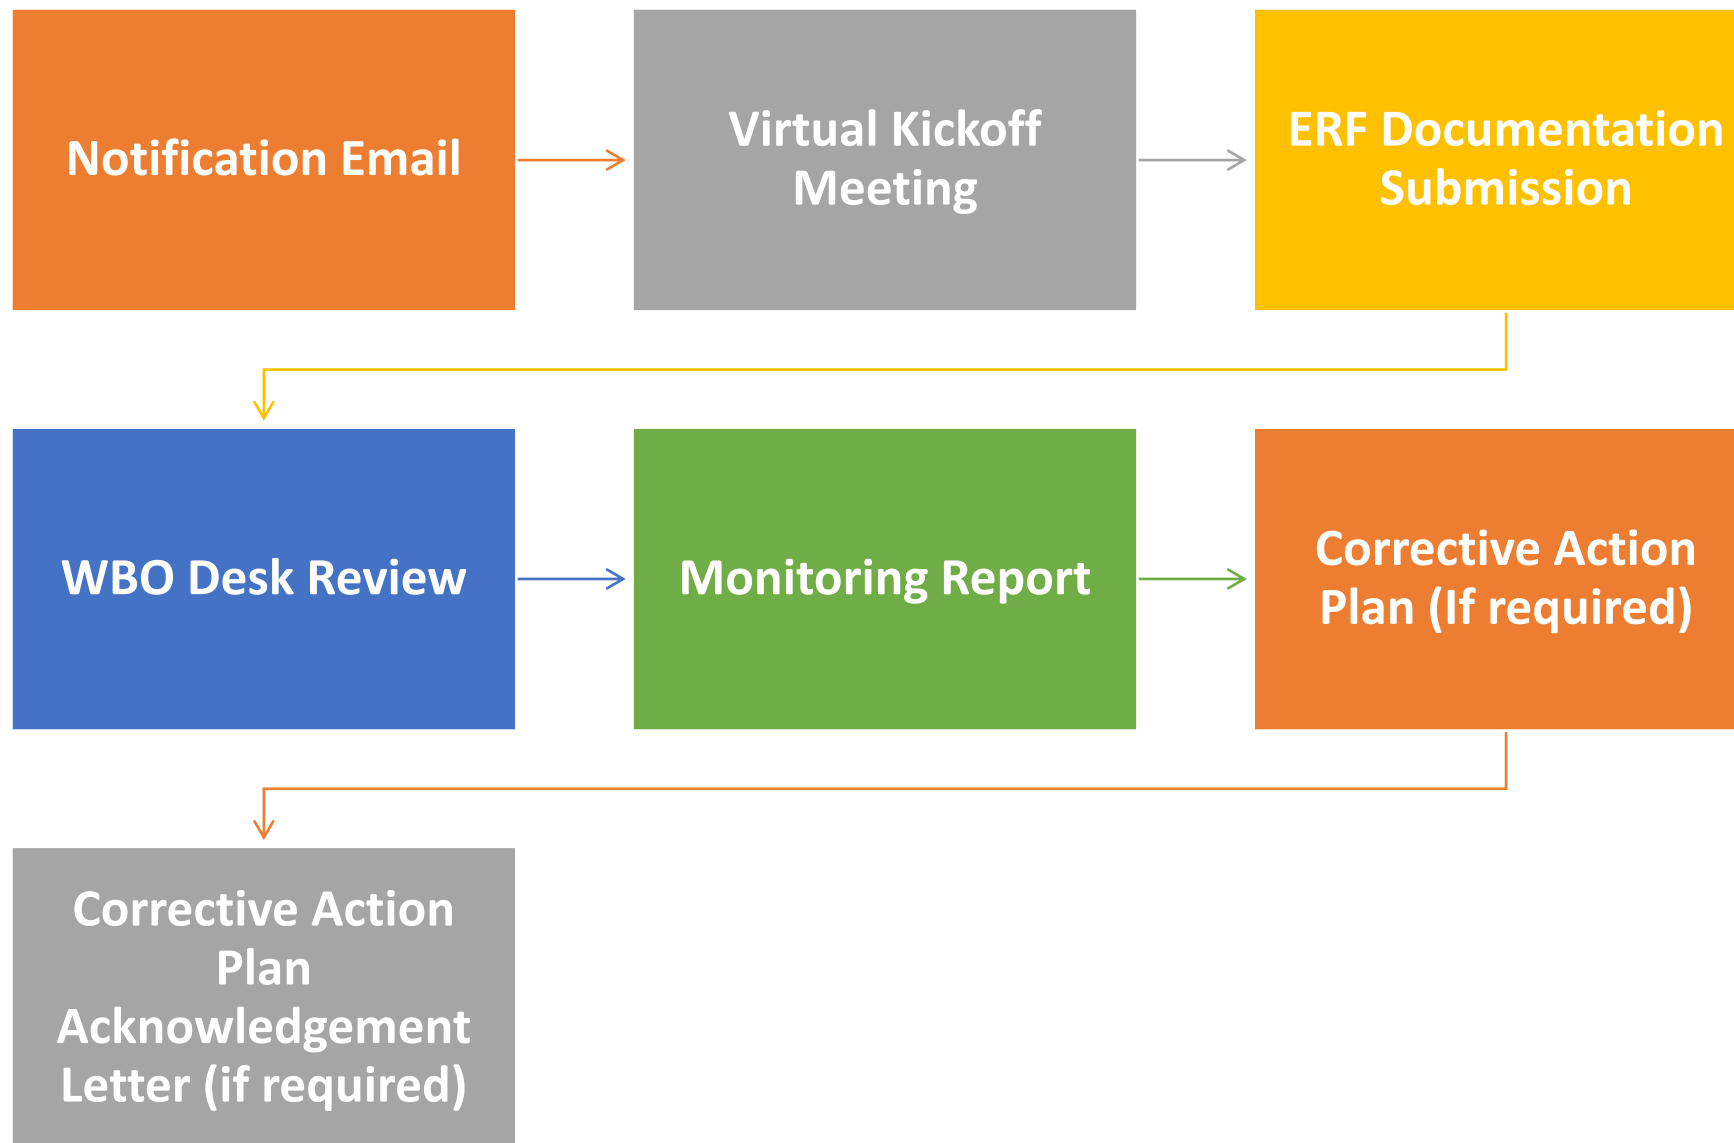 Notification Email
Virtual Kickoff
Meeting
ERF Documentation
Submission
WBO Desk Review
Monitoring Report
Corrective Action
Plan (If required)
Corrective Action
Plan
Acknowledgement
Letter (if required)